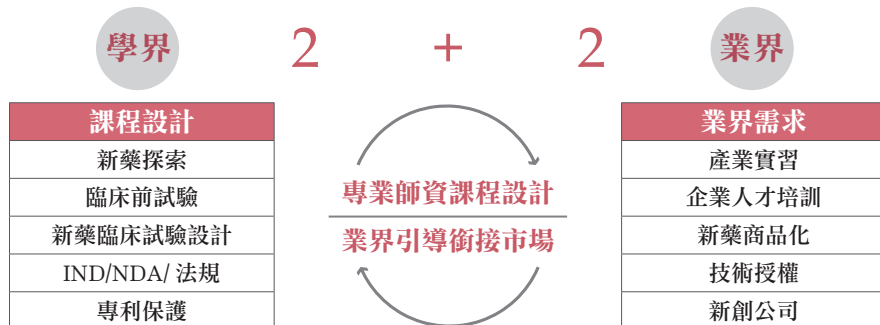 學界 2 + 2 業界
課程設計
新藥探索
臨床前試驗
新藥臨床試驗設計
IND/NDA/ 法規
專利保護
專業師資課程設計
業界引導銜接市場
業界需求
產業實習
企業人才培訓
新藥商品化
技術授權
新創公司